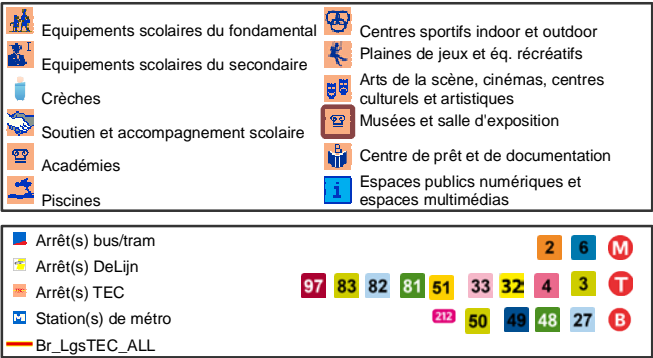 Equipements scolaires du fondamental
Equipements scolaires du secondaire
Crèches
Soutien et accompagnement scolaire
Académies
Piscines
Centres sportifs indoor et outdoor
Plaines de jeux et éq. récréatifs
Arts de la scène, cinémas, centres
culturels et artistiques
Musées et salle d'exposition
Centre de prêt et de documentation
Espaces publics numériques et
espaces multimédias
Arrêt(s) bus/tram
Arrêt(s) DeLijn
Arrêt(s) TEC
Station(s) de métro
Br_LgsTEC_ALL
2 6 M
97 83 82 81 51 33 32 4 3 T
212 50 49 48 27 B